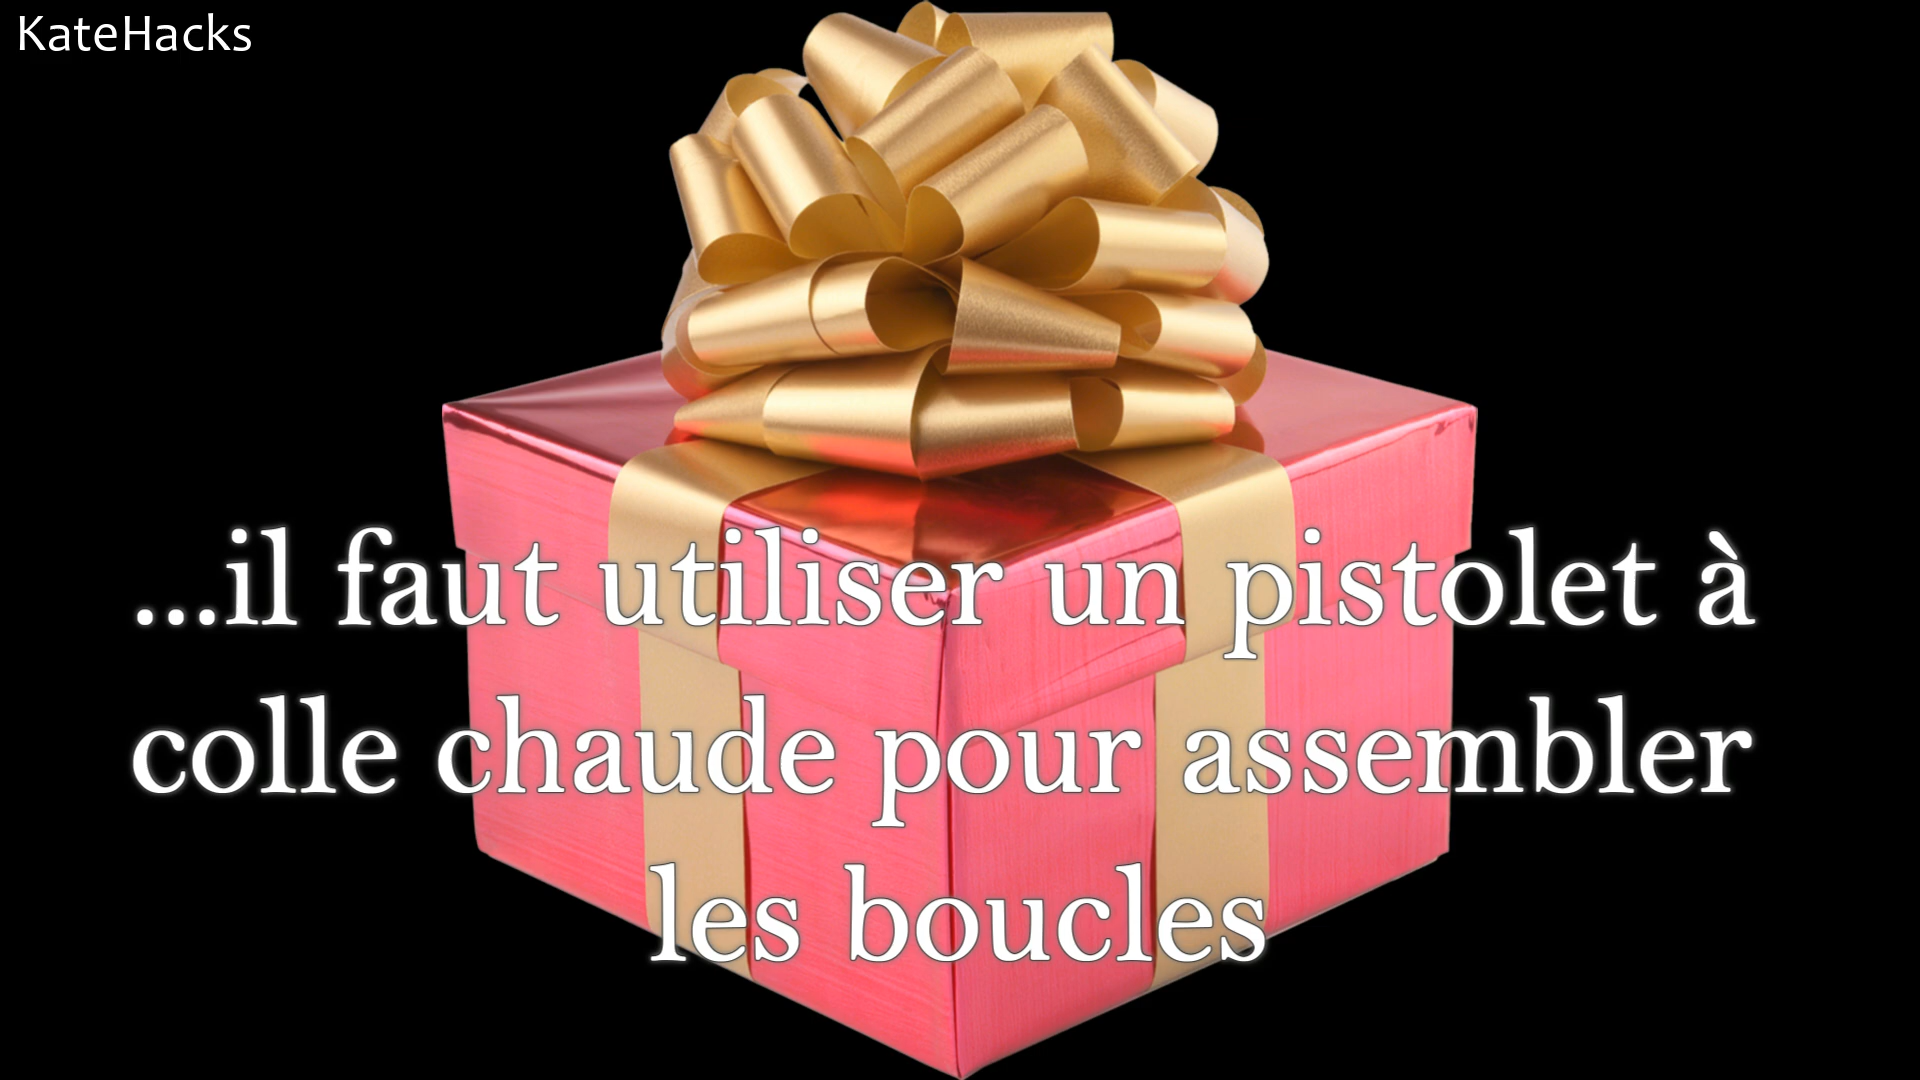 KateHacks
...il faut utiliser un pistolet à
colle chaude pour assembler
les boucles